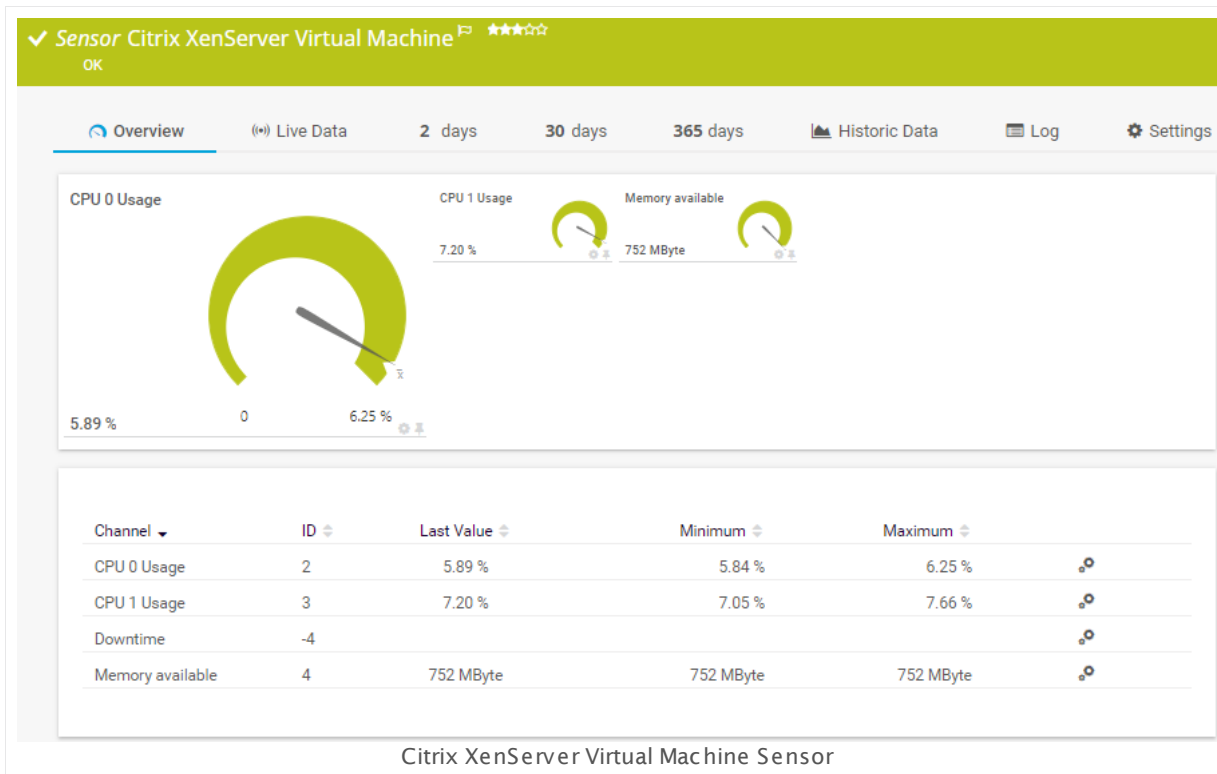 Sensor Citrix XenServer Virtual Machine
OK
Overview Live Data 2 days 30 days 365 days Historic Data Log Settings
CPU 0 Usage
CPU 1 Usage
Memory available
7.20 %
752 MByte
x̄
0
6.25 %
5.89 %
Channel ID Last Value Minimum Maximum
CPU 0 Usage 2 5.89 % 5.84 % 6.25 %
CPU 1 Usage 3 7.20 % 7.05 % 7.66 %
Downtime -4
Memory available 4 752 MByte 752 MByte 752 MByte
Citrix XenServer Virtual Machine Sensor